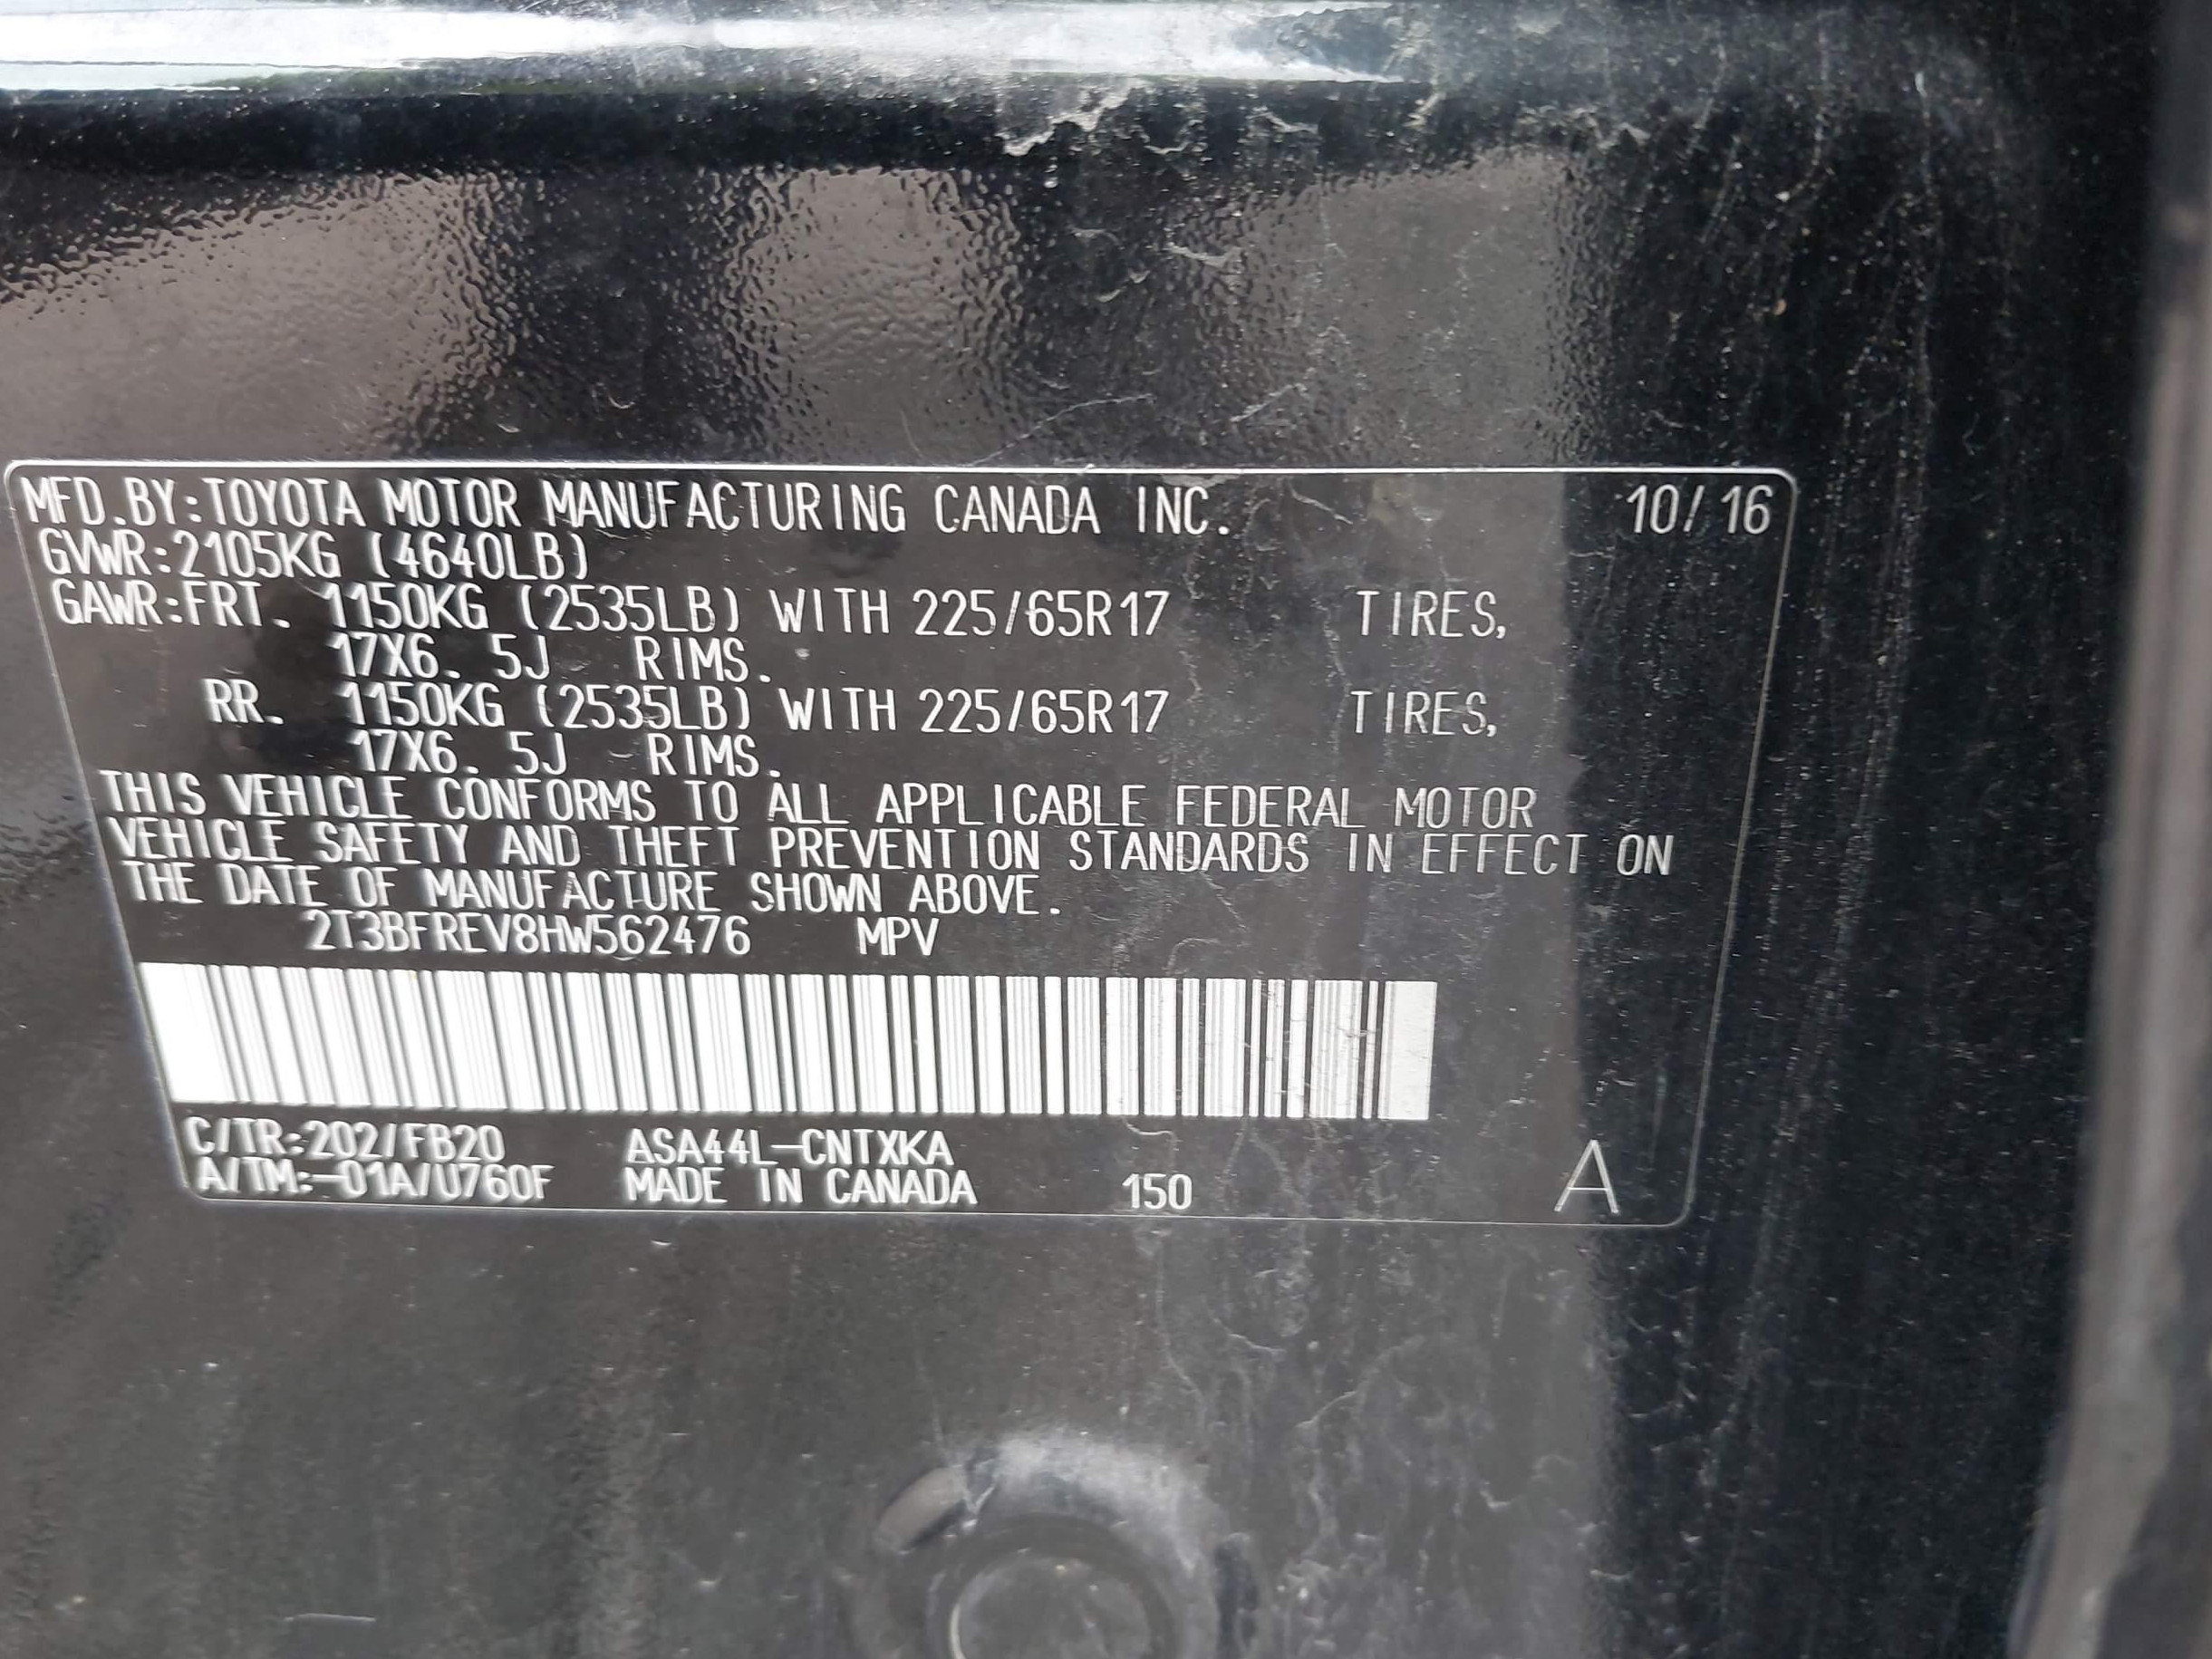 MFD.BY:TOYOTA MOTOR MANUFACTURING CANADA INC. 10/16
GVWR:2105KG (4640LB)
GAWR:FRT. 1150KG (2535LB) WITH 225/65R17 TIRES,
17X6. 5J RIMS.
RR. 1150KG (2535LB) WITH 225/65R17 TIRES,
17X6. 5J RIMS.
THIS VEHICLE CONFORMS TO ALL APPLICABLE FEDERAL MOTOR
VEHICLE SAFETY AND THEFT PREVENTION STANDARDS IN EFFECT ON
THE DATE OF MANUFACTURE SHOWN ABOVE.
2T3BFREV8HW562476 MPV
C/TR:202/FB20 ASA44L-CNTXKA
A/TM:-01A/U760F MADE IN CANADA 150 A